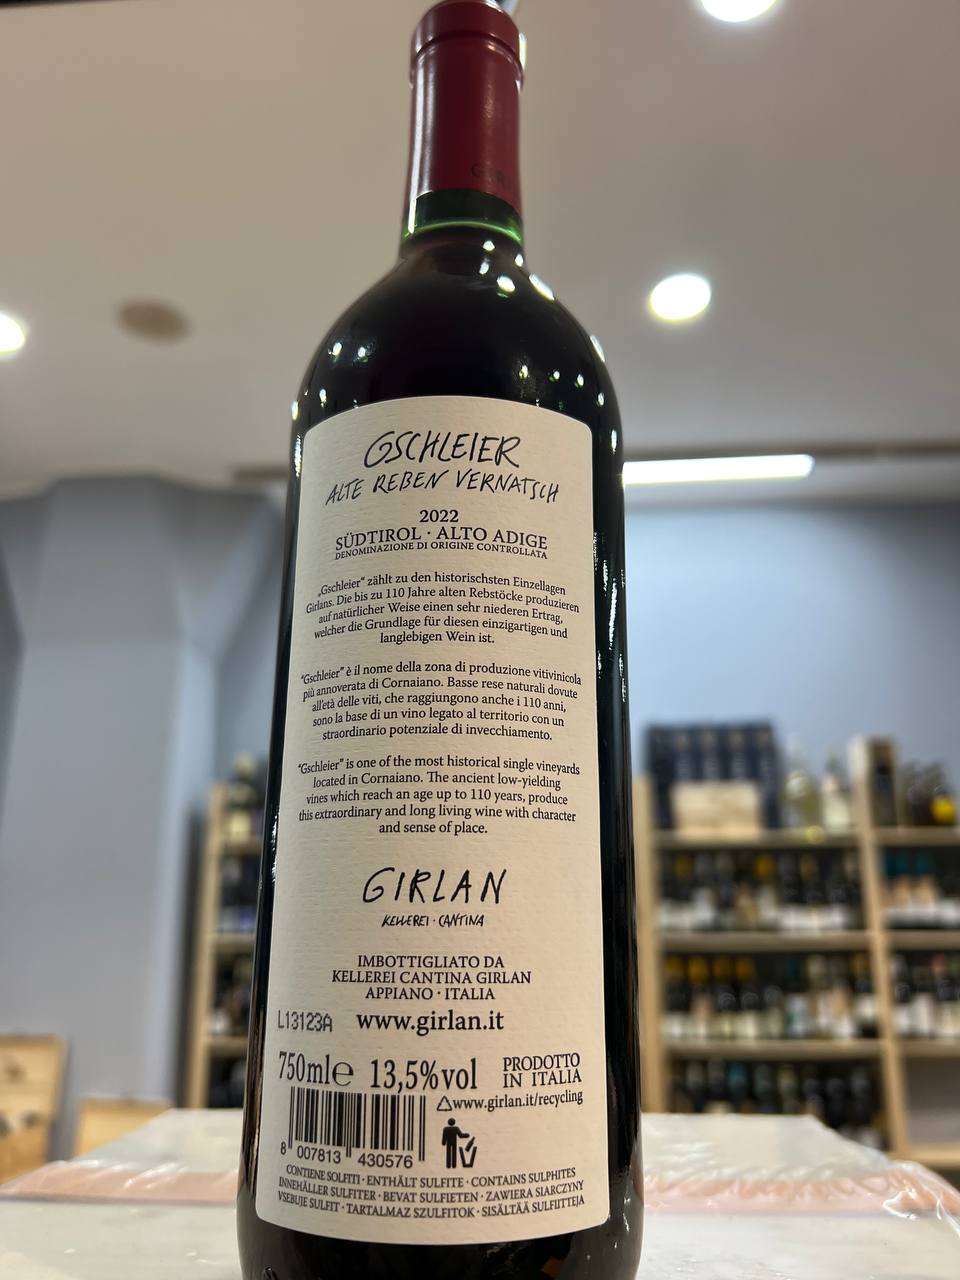 GSCHLEIER
ALTE REBEN VERNATSCH
2022
SÜDTIROL · ALTO ADIGE
DENOMINAZIONE DI ORIGINE CONTROLLATA
„Gschleier“ zählt zu den historischsten Einzellagen
Girlans. Die bis zu 110 Jahre alten Rebstöcke produzieren
auf natürlicher Weise einen sehr niederen Ertrag,
welcher die Grundlage für diesen einzigartigen und
langlebigen Wein ist.
“Gschleier” è il nome della zona di produzione vitivinicola
più annoverata di Cornaiano. Basse rese naturali dovute
all’età delle viti, che raggiungono anche i 110 anni,
sono la base di un vino legato al territorio con un
straordinario potenziale di invecchiamento.
“Gschleier” is one of the most historical single vineyards
located in Cornaiano. The ancient low-yielding
vines which reach an age up to 110 years, produce
this extraordinary and long living wine with character
and sense of place.
GIRLAN
KELLEREI · CANTINA
IMBOTTIGLIATO DA
KELLEREI CANTINA GIRLAN
APPIANO · ITALIA
L13123A www.girlan.it
750ml℮ 13,5%vol PRODOTTO
IN ITALIA
www.girlan.it/recycling
8 007813 430576
CONTIENE SOLFITI · ENTHÄLT SULFITE · CONTAINS SULPHITES
INNEHÅLLER SULFITER · BEVAT SULFIETEN · ZAWIERA SIARCZYNY
VSEBUJE SULFIT · TARTALMAZ SZULFITOK · SISÄLTÄÄ SULFIITTEJA